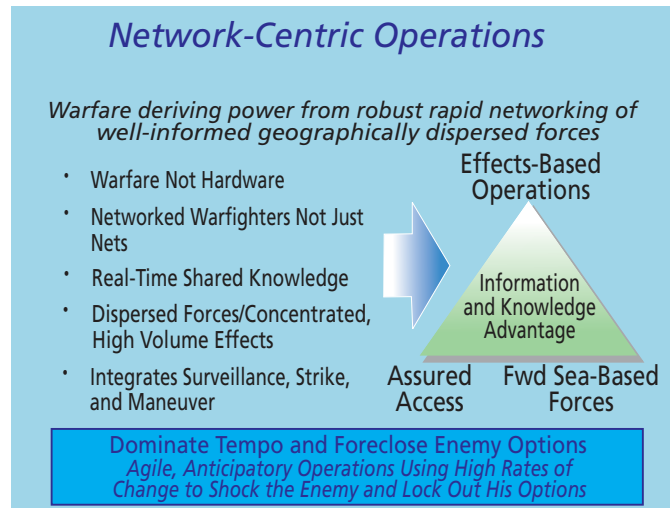 Network-Centric Operations
Warfare deriving power from robust rapid networking of
well-informed geographically dispersed forces
· Warfare Not Hardware
· Networked Warfighters Not Just
Nets
· Real-Time Shared Knowledge
· Dispersed Forces/Concentrated,
High Volume Effects
· Integrates Surveillance, Strike,
and Maneuver
Effects-Based
Operations
Information
and Knowledge
Advantage
Assured
Access
Fwd Sea-Based
Forces
Dominate Tempo and Foreclose Enemy Options
Agile, Anticipatory Operations Using High Rates of
Change to Shock the Enemy and Lock Out His Options